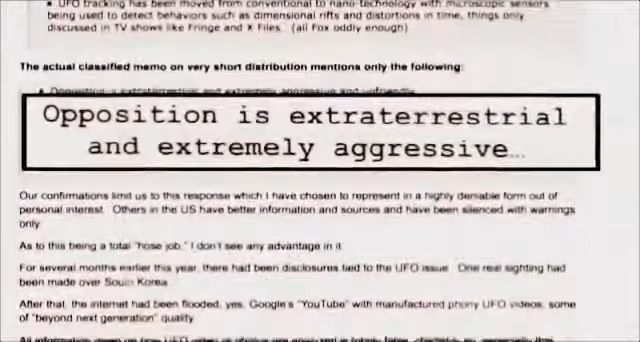 UFO tracking has been moved from conventional to nano-technology with microscopic sensors
being used to detect behaviors such as dimensional rifts and distortions in time, things only
discussed in TV shows like Fringe and X Files. (all Fox oddly enough)
The actual classified memo on very short distribution mentions only the following:
Opposition is extraterrestrial and extremely aggressive and unfriendly
Opposition is extraterrestrial
and extremely aggressive...
Our confirmations limit us to this response which I have chosen to represent in a highly deniable form out of
personal interest. Others in the US have better information and sources and have been silenced with warnings
only.
As to this being a total "hose job," I don't see any advantage in it.
For several months earlier this year, there had been disclosures tied to the UFO issue. One real sighting had
been made over South Korea.
After that, the internet had been flooded, yes, Google's "YouTube" with manufactured phony UFO videos, some
of "beyond next generation" quality.